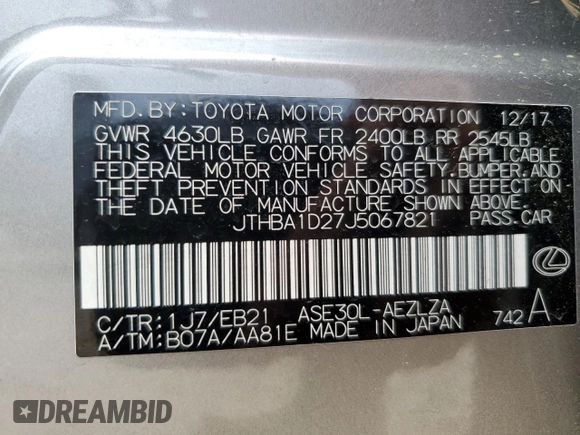 MFD.BY:TOYOTA MOTOR CORPORATION 12/17
GVWR 4630LB GAWR FR 2400LB RR 2545LB
THIS VEHICLE CONFORMS TO ALL APPLICABLE
FEDERAL MOTOR VEHICLE SAFETY,BUMPER,AND
THEFT PREVENTION STANDARDS IN EFFECT ON
THE DATE OF MANUFACTURE SHOWN ABOVE.
JTHBA1D27J5067821 PASS.CAR
C/TR:1J7/EB21 ASE30L-AEZLZA
A/TM:B07A/AA81E MADE IN JAPAN 742 A
DREAMBID